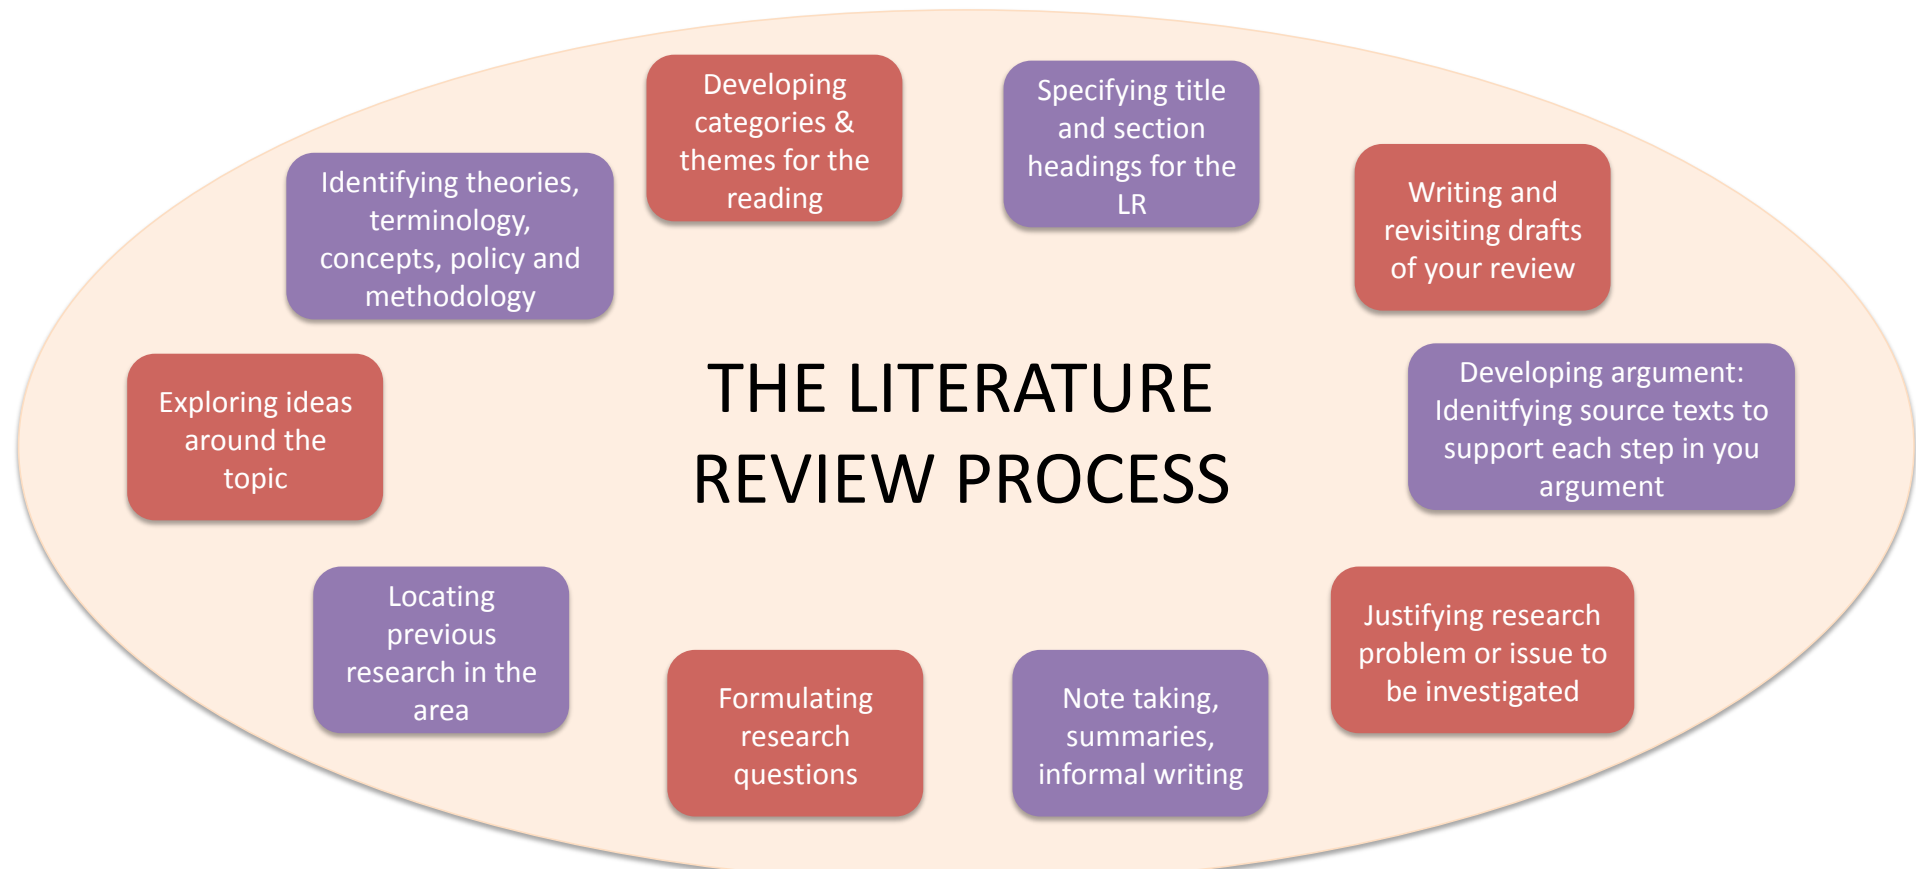 Developing
categories &
themes for the
reading
Specifying title
and section
headings for the
LR
Identifying theories,
terminology,
concepts, policy and
methodology
Writing and
revisiting drafts
of your review
Exploring ideas
around the
topic
THE LITERATURE
REVIEW PROCESS
Developing argument:
Idenitfying source texts to
support each step in you
argument
Locating
previous
research in the
area
Justifying research
problem or issue to
be investigated
Formulating
research
questions
Note taking,
summaries,
informal writing